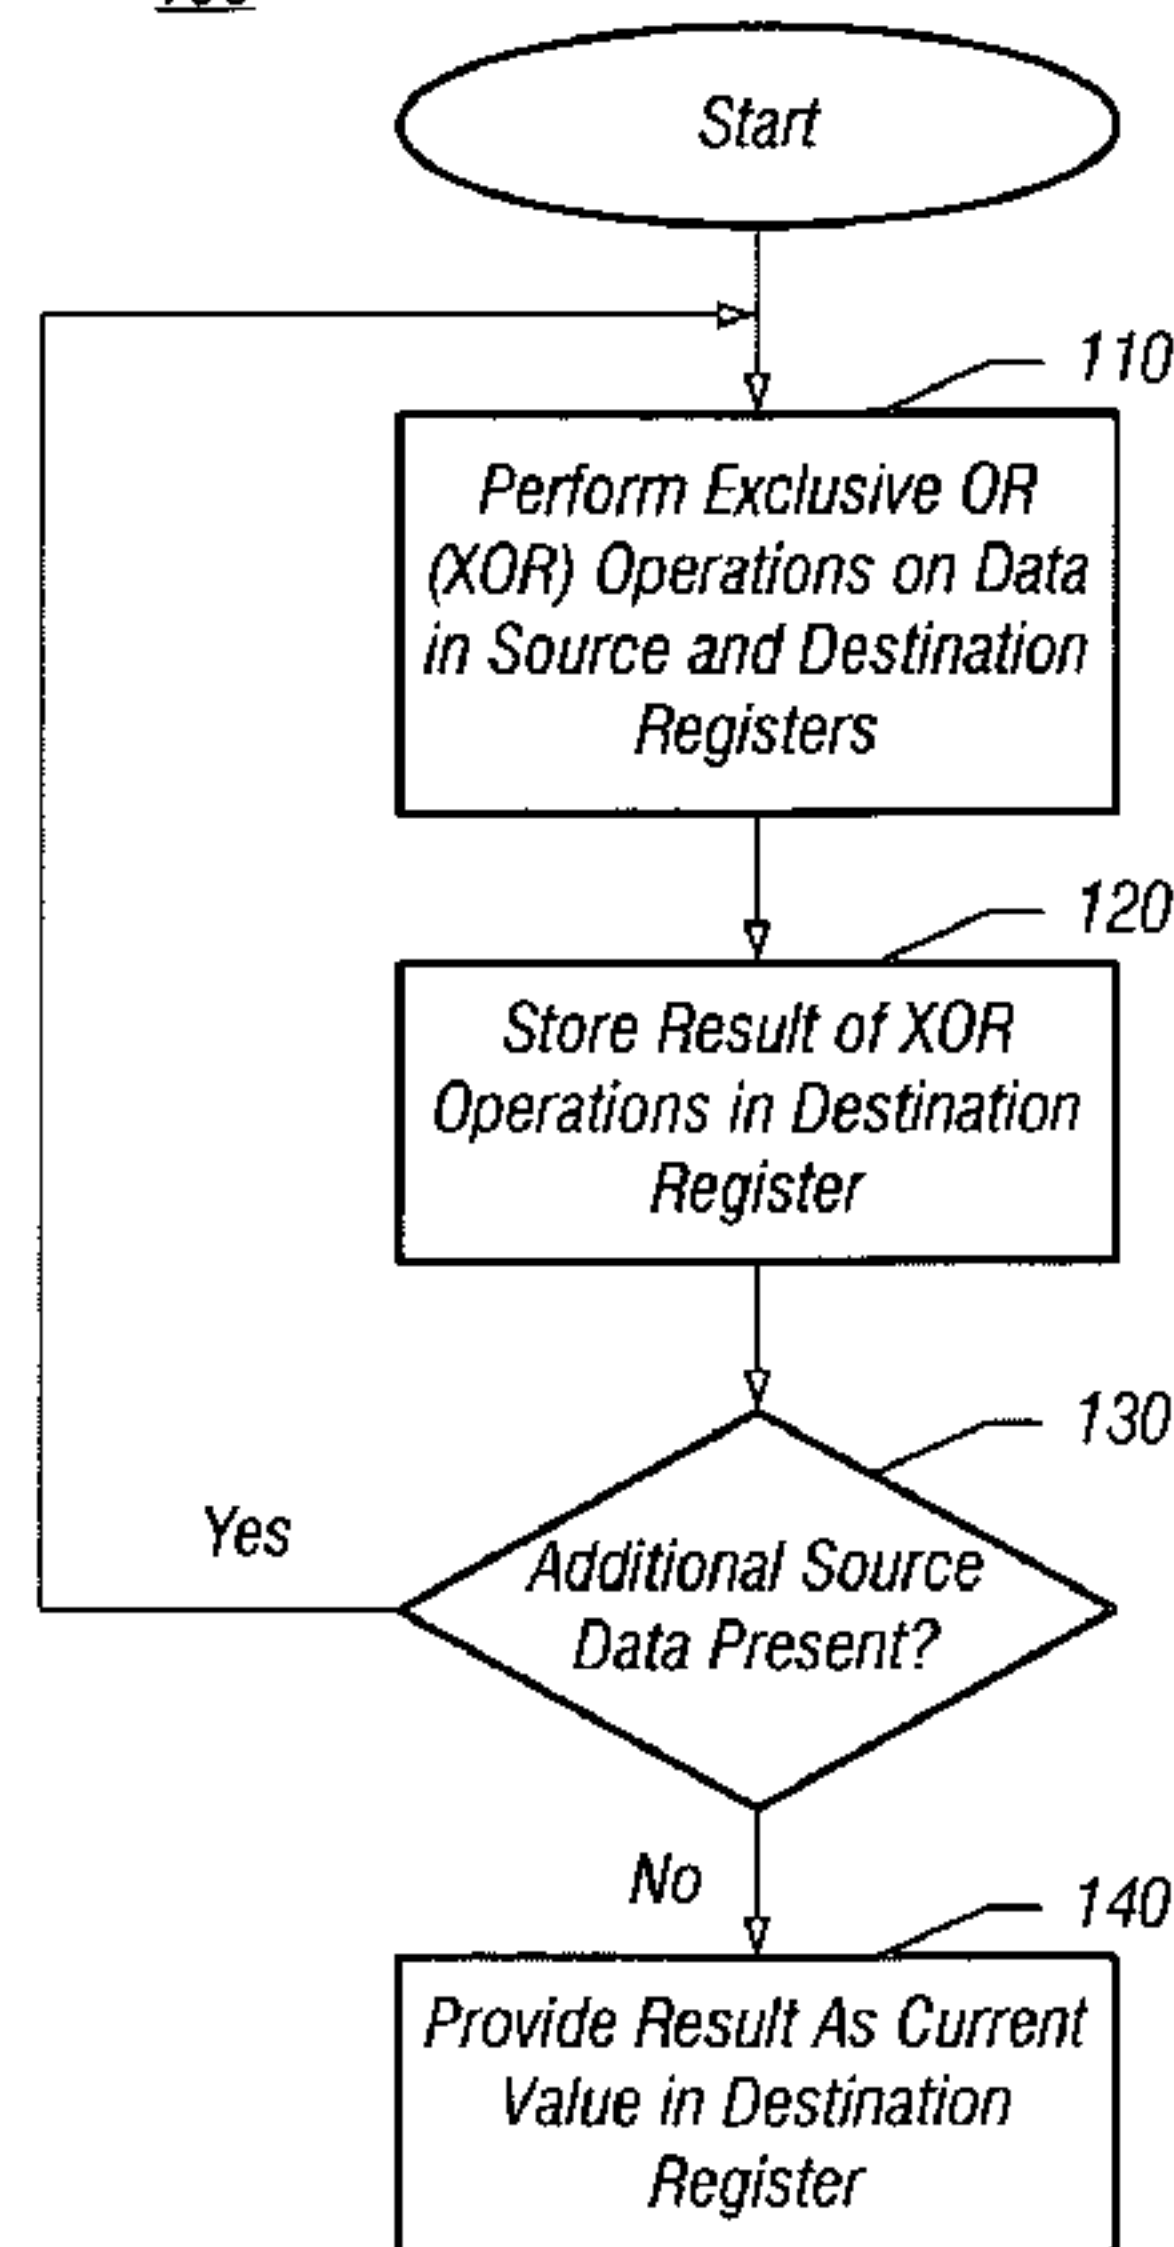 Start
110
Perform Exclusive OR
(XOR) Operations on Data
in Source and Destination
Registers
120
Store Result of XOR
Operations in Destination
Register
130
Additional Source
Data Present?
Yes
No
140
Provide Result As Current
Value in Destination
Register